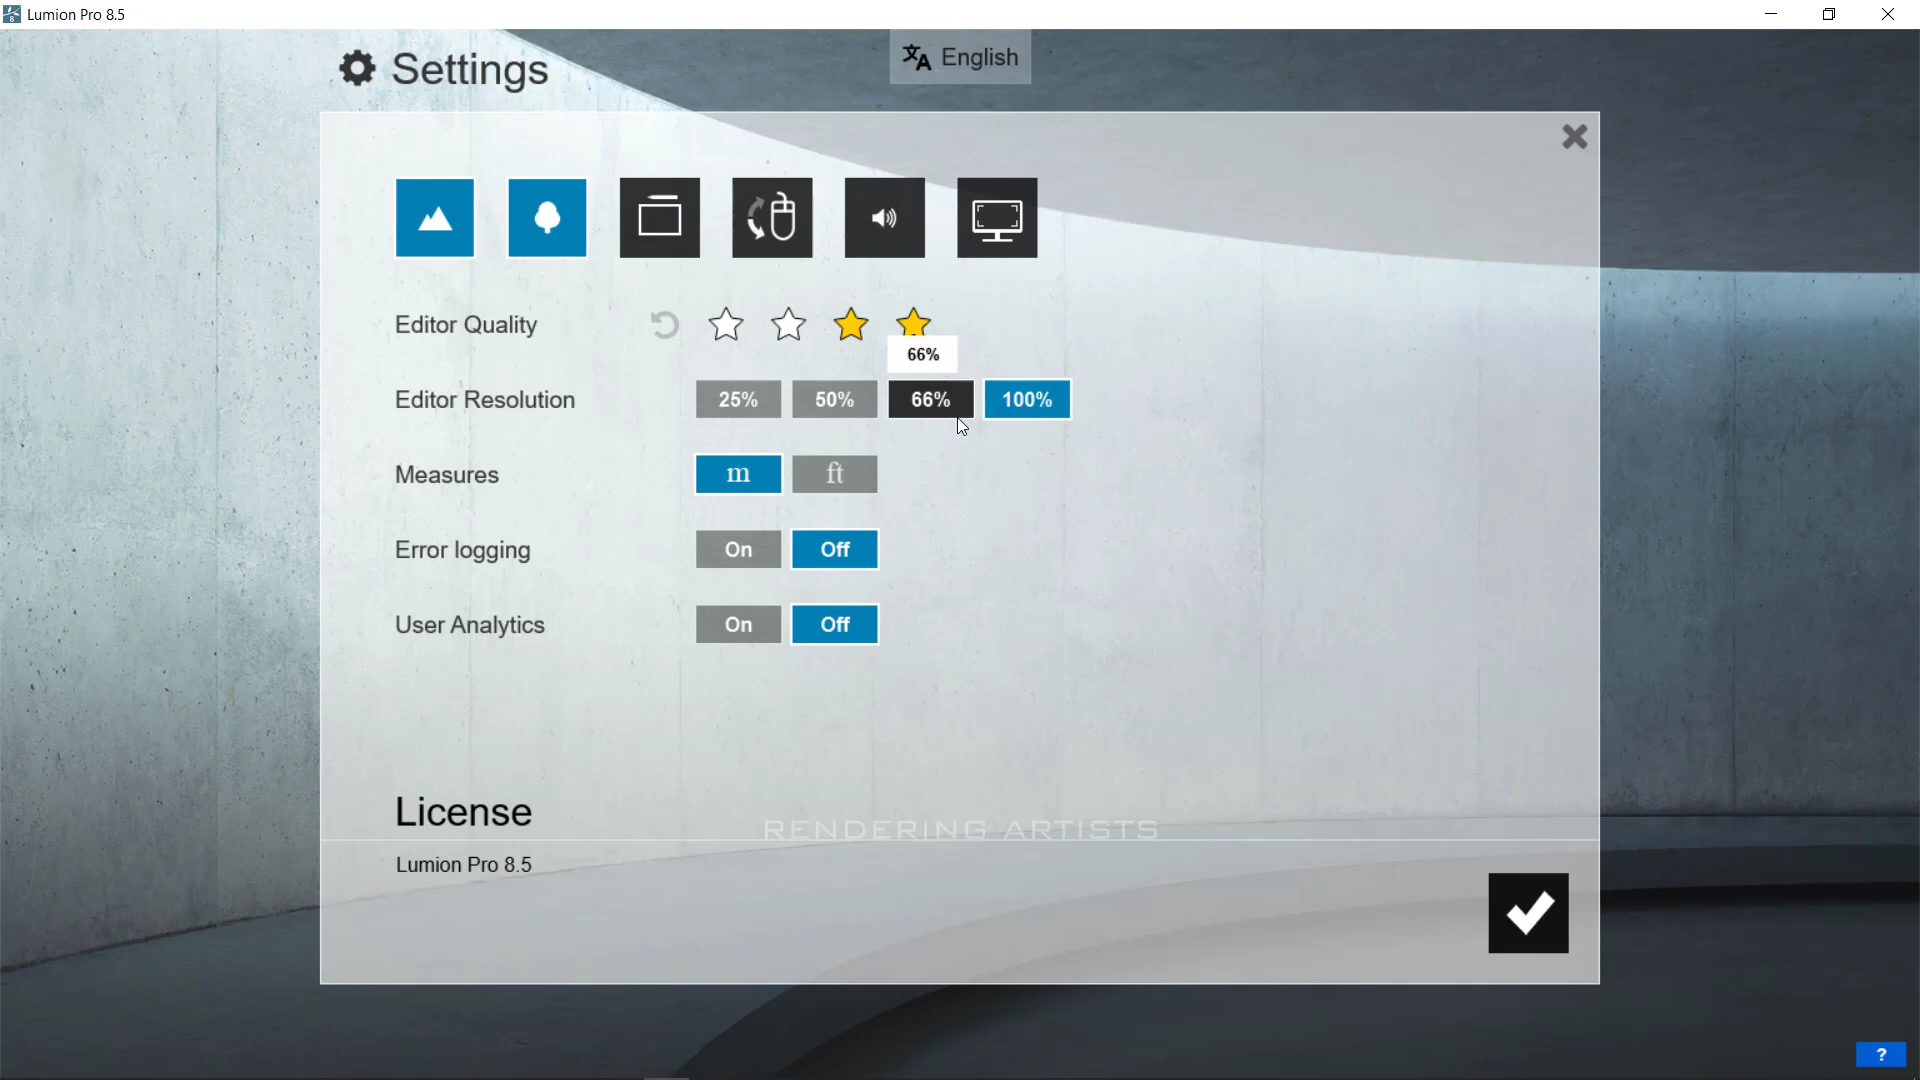 Lumion Pro 8.5
Settings
English
Editor Quality
66%
Editor Resolution 25% 50% 66% 100%
Measures m ft
Error logging On Off
User Analytics On Off
License
RENDERING ARTISTS
Lumion Pro 8.5
?